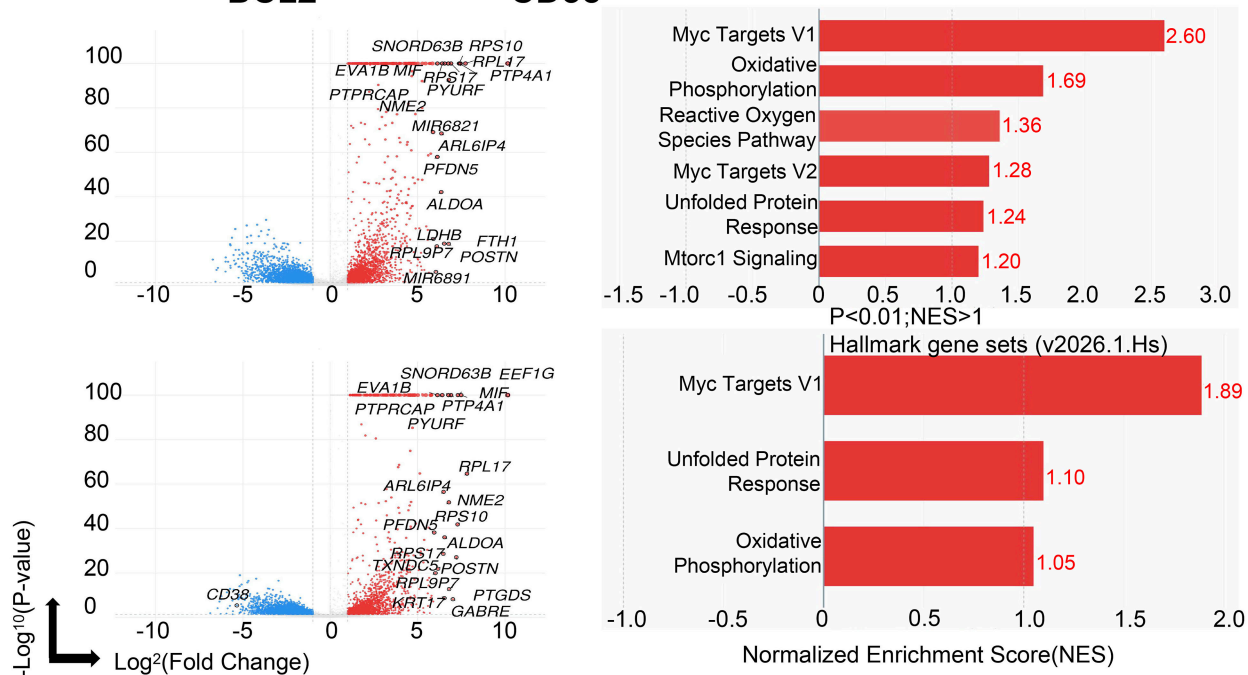 SNORD63B RPS10
100
EVA1B MIF
RPL17
RPS17
PTP4A1
PTPRCAP
PYURF
80
NME2
MIR6821
60
ARL6IP4
PFDN5
40
ALDOA
20
LDHB
FTH1
RPL9P7
POSTN
0
MIR6891
-10 -5 0 5 10
Myc Targets V1
2.60
Oxidative
Phosphorylation
1.69
Reactive Oxygen
Species Pathway
1.36
Myc Targets V2
1.28
Unfolded Protein
Response
1.24
Mtorc1 Signaling
1.20
-1.5 -1.0 -0.5 0 0.5 1.0 1.5 2.0 2.5 3.0
P<0.01;NES>1
Hallmark gene sets (v2026.1.Hs)
SNORD63B EEF1G
100
EVA1B
MIF
PTPRCAP PTP4A1
PYURF
80
RPL17
60
ARL6IP4
NME2
RPS10
40
PFDN5
ALDOA
RPS17
TXNDC5 POSTN
20
RPL9P7
CD38
PTGDS
0
KRT17
GABRE
-10 -5 0 5 10
-Log10(P-value)
Log2(Fold Change)
Myc Targets V1
1.89
Unfolded Protein
Response
1.10
Oxidative
Phosphorylation
1.05
-1.0 -0.5 0 0.5 1.0 1.5 2.0
Normalized Enrichment Score(NES)